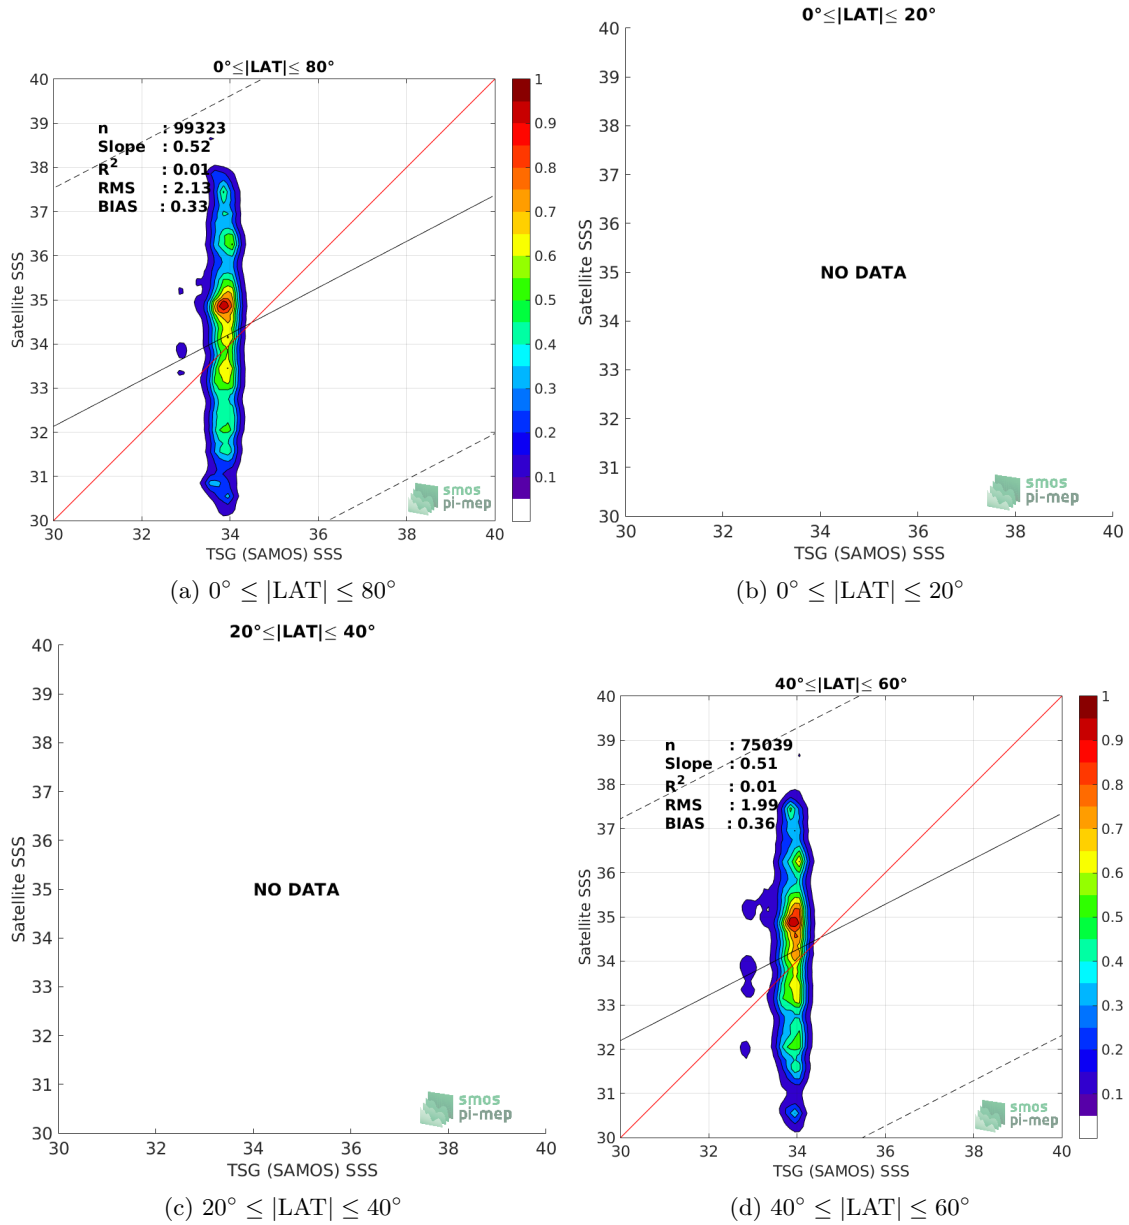 0°≤|LAT|≤ 80°
40
39
38
37
36
35
34
33
32
31
30
n : 99323
Slope : 0.52
R2 : 0.01
RMS : 2.13
BIAS : 0.33
Satellite SSS
30 32 34 36 38 40
TSG (SAMOS) SSS
1
0.9
0.8
0.7
0.6
0.5
0.4
0.3
0.2
0.1
smos
pi-mep
(a) 0° ≤ |LAT| ≤ 80°
0°≤|LAT|≤ 20°
40
39
38
37
36
35
34
33
32
31
30
Satellite SSS
NO DATA
smos
pi-mep
30 32 34 36 38 40
TSG (SAMOS) SSS
(b) 0° ≤ |LAT| ≤ 20°
20°≤|LAT|≤ 40°
40
39
38
37
36
35
34
33
32
31
30
Satellite SSS
NO DATA
smos
pi-mep
30 32 34 36 38 40
TSG (SAMOS) SSS
(c) 20° ≤ |LAT| ≤ 40°
40°≤|LAT|≤ 60°
40
39
38
37
36
35
34
33
32
31
30
n : 75039
Slope : 0.51
R2 : 0.01
RMS : 1.99
BIAS : 0.36
Satellite SSS
30 32 34 36 38 40
TSG (SAMOS) SSS
1
0.9
0.8
0.7
0.6
0.5
0.4
0.3
0.2
0.1
smos
pi-mep
(d) 40° ≤ |LAT| ≤ 60°